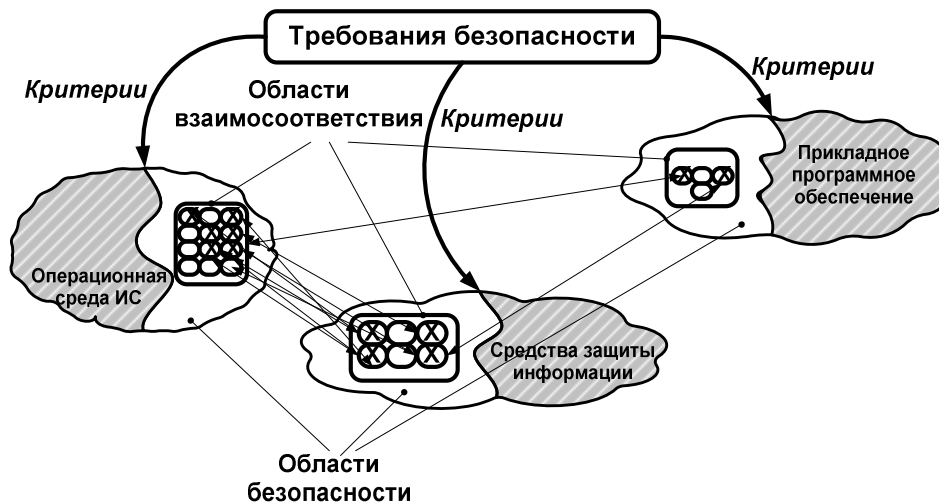 Требования безопасности
Критерии
Области
взаимосоответствия
Критерии
Критерии
Прикладное
программное
обеспечение
Операционная
среда ИС
Средства защиты
информации
Области
безопасности